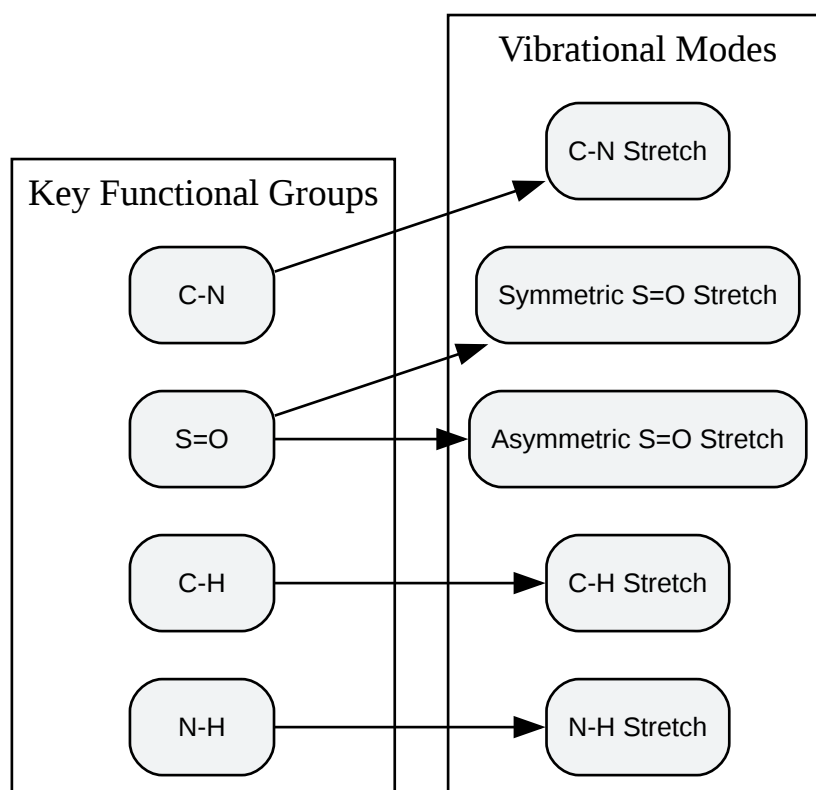 Key Functional Groups
C-N
S=O
C-H
N-H
Vibrational Modes
C-N Stretch
Symmetric S=O Stretch
Asymmetric S=O Stretch
C-H Stretch
N-H Stretch